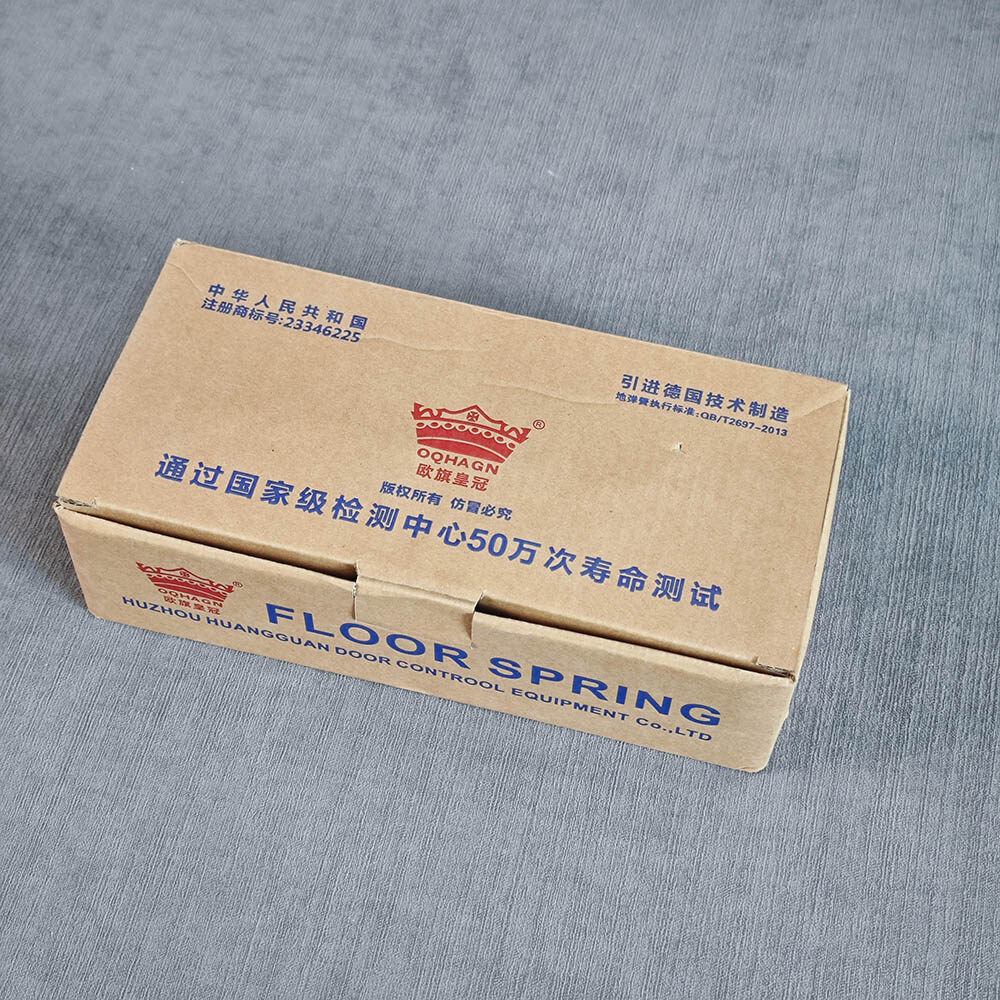 中华人民共和国
注册商标号:23346225
引进德国技术制造
地弹簧执行标准:QB/T2697-2013
®
OQHAGN
欧旗皇冠
版权所有 仿冒必究
通过国家级检测中心50万次寿命测试
®
OQHAGN
欧旗皇冠
FLOOR SPRING
HUZHOU HUANGGUAN DOOR CONTROOL EQUIPMENT Co.,LTD